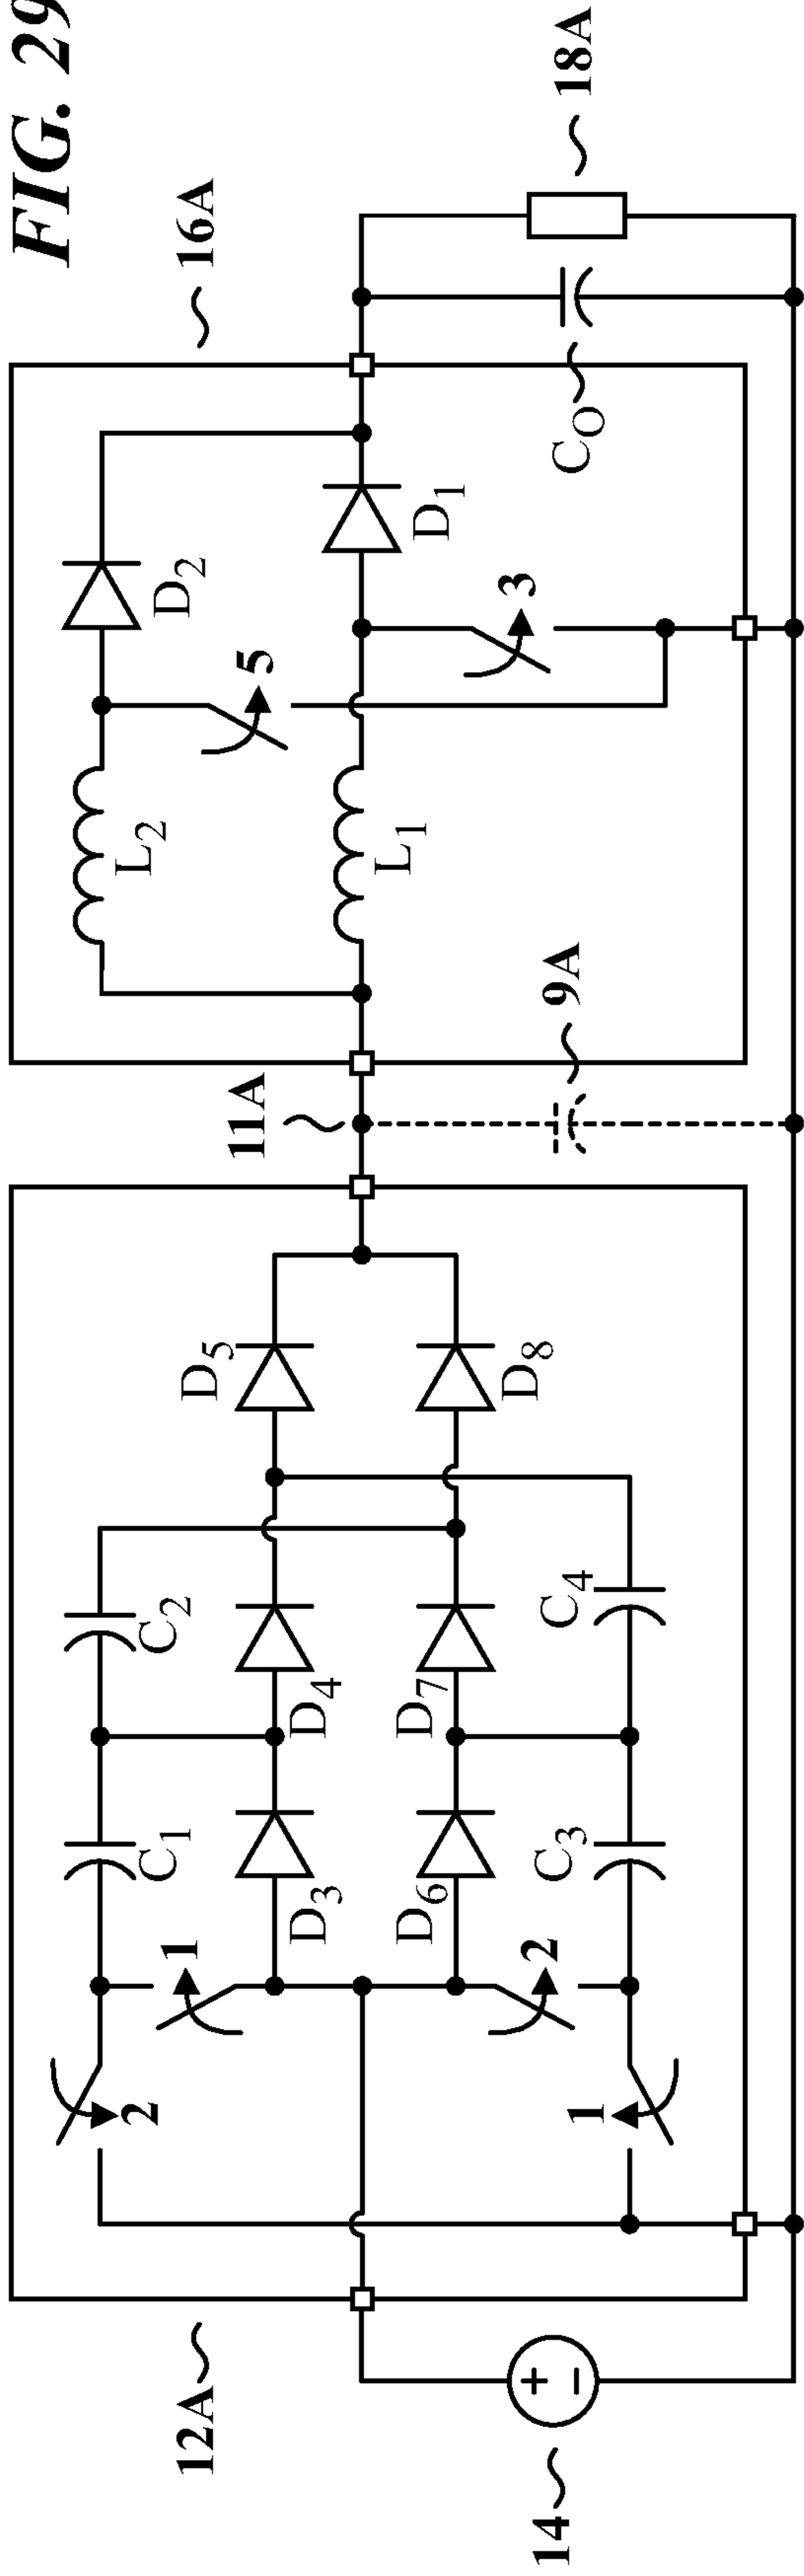 FIG. 29
12A
16A
18A
14
11A
9A
2
1
C₁
C₂
D₃
D₄
D₅
D₆
D₇
D₈
2
1
C₃
C₄
L₂
D₂
5
L₁
D₁
3
C_O
+
−